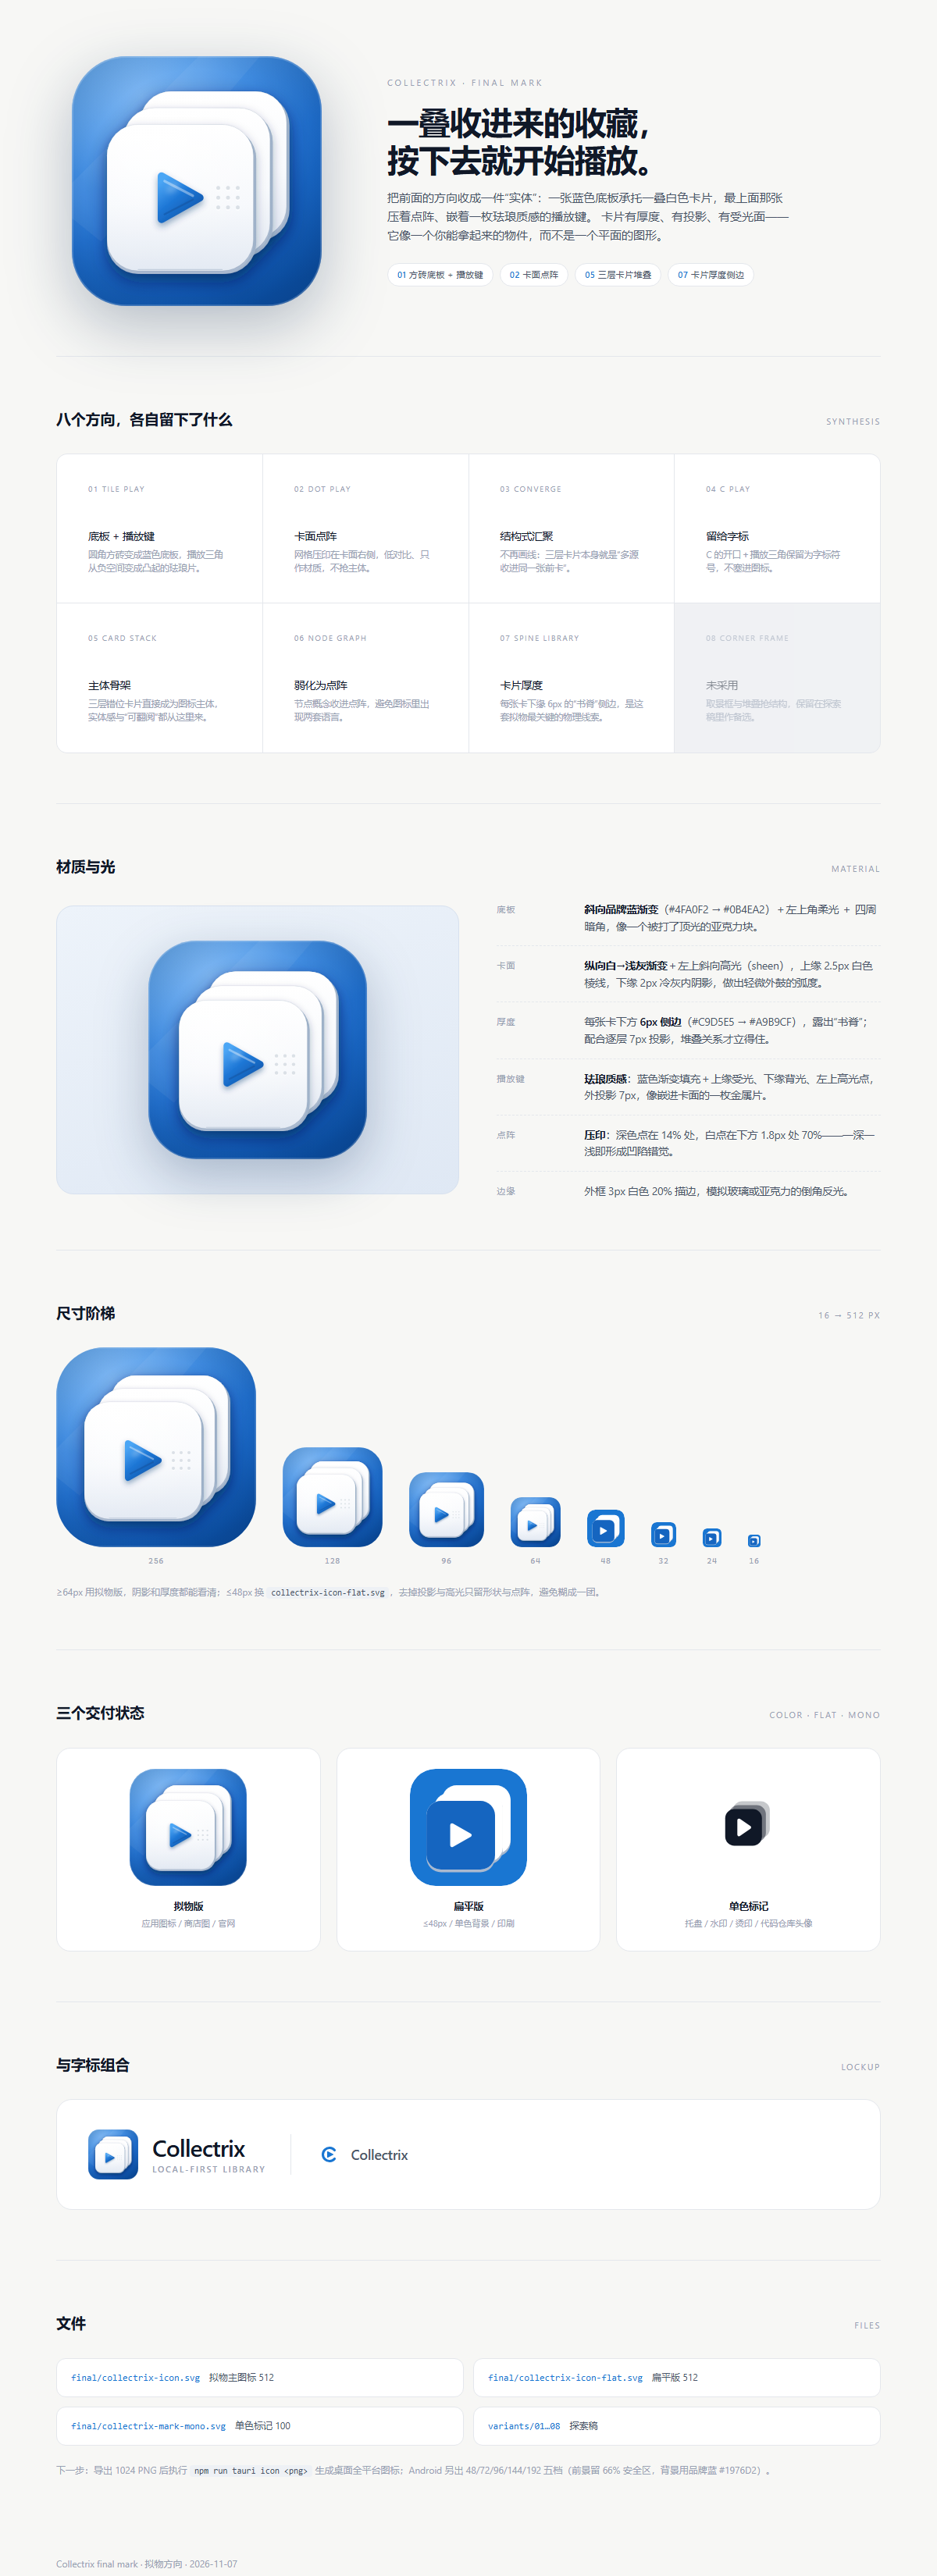 COLLECTRIX · FINAL MARK
一叠收进来的收藏，
按下去就开始播放。
把前面的方向收成一件“实体”：一张蓝色底板承托一叠白色卡片，最上面那张
压着点阵、嵌着一枚珐琅质感的播放键。 卡片有厚度、有投影、有受光面——
它像一个你能拿起来的物件，而不是一个平面的图形。
01 方砖底板 + 播放键
02 卡面点阵
05 三层卡片堆叠
07 卡片厚度侧边
八个方向，各自留下了什么
SYNTHESIS
01 TILE PLAY
底板 + 播放键
圆角方砖变成蓝色底板，播放三角
从负空间变成凸起的珐琅片。
02 DOT PLAY
卡面点阵
网格压印在卡面右侧，低对比、只
作材质，不抢主体。
03 CONVERGE
结构式汇聚
不再画线；三层卡片本身就是“多源
收进同一张前卡”。
04 C PLAY
留给字标
C 的开口 + 播放三角保留为字标符
号，不塞进图标。
05 CARD STACK
主体骨架
三层错位卡片直接成为图标主体，
实体感与“可翻阅”都从这里来。
06 NODE GRAPH
弱化为点阵
节点概念收进点阵，避免图标里出
现两套语言。
07 SPINE LIBRARY
卡片厚度
每张卡下缘 6px 的“书脊”侧边，是这
套拟物最关键的物理线索。
08 CORNER FRAME
未采用
取景框与堆叠抢结构，保留在探索
稿里作备选。
材质与光
MATERIAL
底板
斜向品牌蓝渐变（#4FA0F2 → #0B4EA2）＋左上角柔光 ＋ 四周
暗角，像一个被打了顶光的亚克力块。
卡面
纵向白→浅灰渐变＋左上斜向高光（sheen），上缘 2.5px 白色
棱线，下缘 2px 冷灰内阴影，做出轻微外鼓的弧度。
厚度
每张卡下方 6px 侧边（#C9D5E5 → #A9B9CF），露出“书脊”；
配合逐层 7px 投影，堆叠关系才立得住。
播放键
珐琅质感：蓝色渐变填充＋上缘受光、下缘背光、左上高光点，
外投影 7px，像嵌进卡面的一枚金属片。
点阵
压印：深色点在 14% 处，白点在下方 1.8px 处 70%——一深一
浅即形成凹陷错觉。
边缘
外框 3px 白色 20% 描边，模拟玻璃或亚克力的倒角反光。
尺寸阶梯
16 → 512 PX
256
128
96
64
48
32
24
16
≥64px 用拟物版，阴影和厚度都能看清；≤48px 换 collectrix-icon-flat.svg，去掉投影与高光只留形状与点阵，避免糊成一团。
三个交付状态
COLOR · FLAT · MONO
拟物版
应用图标 / 商店图 / 官网
扁平版
≤48px / 单色背景 / 印刷
单色标记
托盘 / 水印 / 烫印 / 代码仓库头像
与字标组合
LOCKUP
Collectrix
LOCAL-FIRST LIBRARY
Collectrix
文件
FILES
final/collectrix-icon.svg 拟物主图标 512
final/collectrix-icon-flat.svg 扁平版 512
final/collectrix-mark-mono.svg 单色标记 100
variants/01…08 探索稿
下一步：导出 1024 PNG 后执行 npm run tauri icon <png> 生成桌面全平台图标；Android 另出 48/72/96/144/192 五档（前景留 66% 安全区，背景用品牌蓝 #1976D2）。
Collectrix final mark · 拟物方向 · 2026-11-07